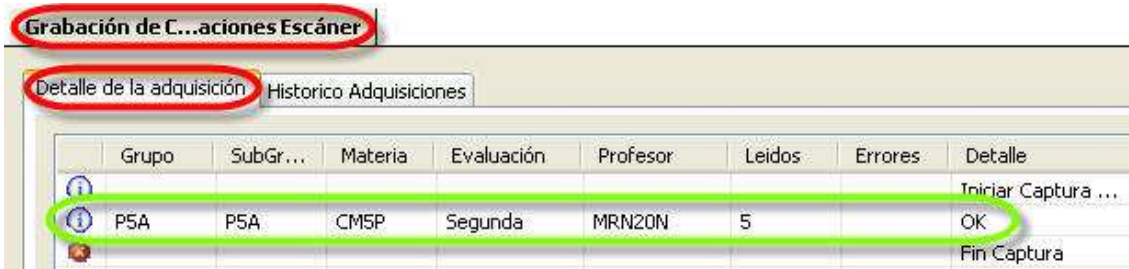 Grabación de C...aciones Escáner
Detalle de la adquisición Historico Adquisiciones
Grupo SubGr... Materia Evaluación Profesor Leidos Errores Detalle
Iniciar Captura ...
P5A P5A CM5P Segunda MRN20N 5 OK
Fin Captura